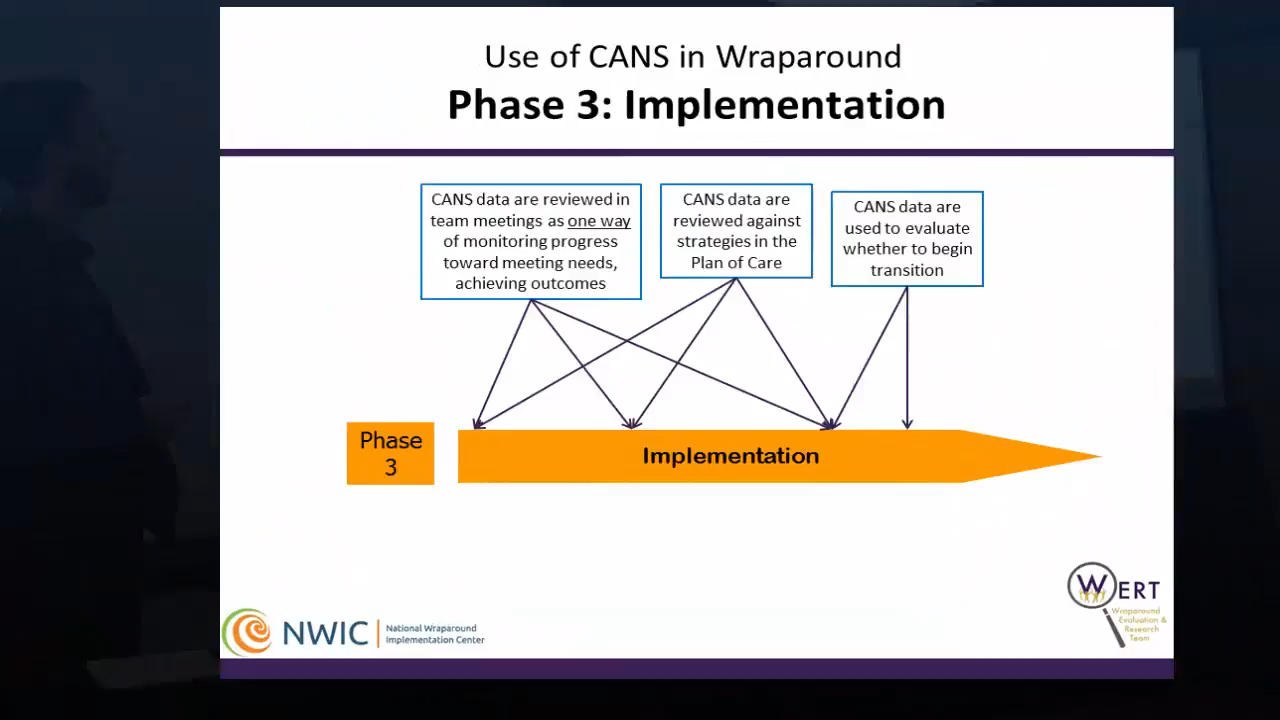 Use of CANS in Wraparound
Phase 3: Implementation
CANS data are reviewed in
team meetings as one way
of monitoring progress
toward meeting needs,
achieving outcomes
CANS data are
reviewed against
strategies in the
Plan of Care
CANS data are
used to evaluate
whether to begin
transition
Phase
3
Implementation
NWIC
National Wraparound
Implementation Center
WERT
Wraparound
Evaluation &
Research
Team